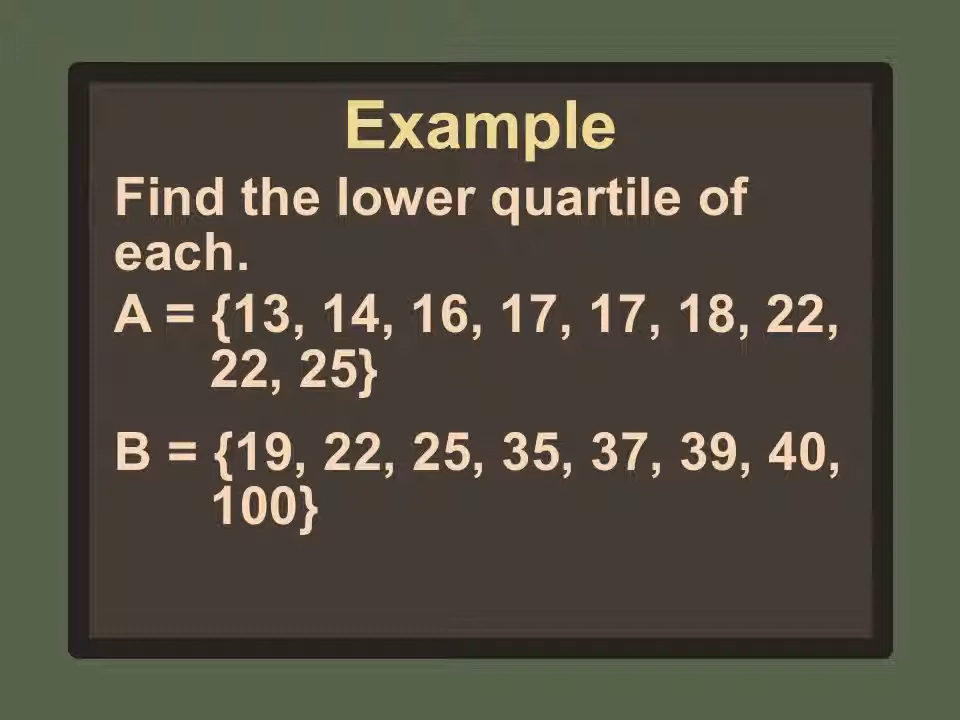 Example
Find the lower quartile of
each.
A = {13, 14, 16, 17, 17, 18, 22,
22, 25}
B = {19, 22, 25, 35, 37, 39, 40,
100}